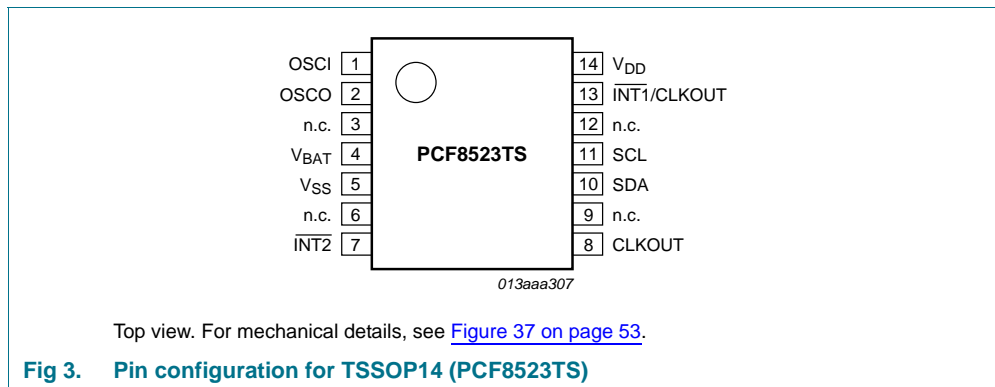 OSCI 1
OSCO 2
n.c. 3
VBAT 4
VSS 5
n.c. 6
INT2 7
PCF8523TS
14 VDD
13 INT1/CLKOUT
12 n.c.
11 SCL
10 SDA
9 n.c.
8 CLKOUT
013aaa307
Top view. For mechanical details, see Figure 37 on page 53.
Fig 3. Pin configuration for TSSOP14 (PCF8523TS)